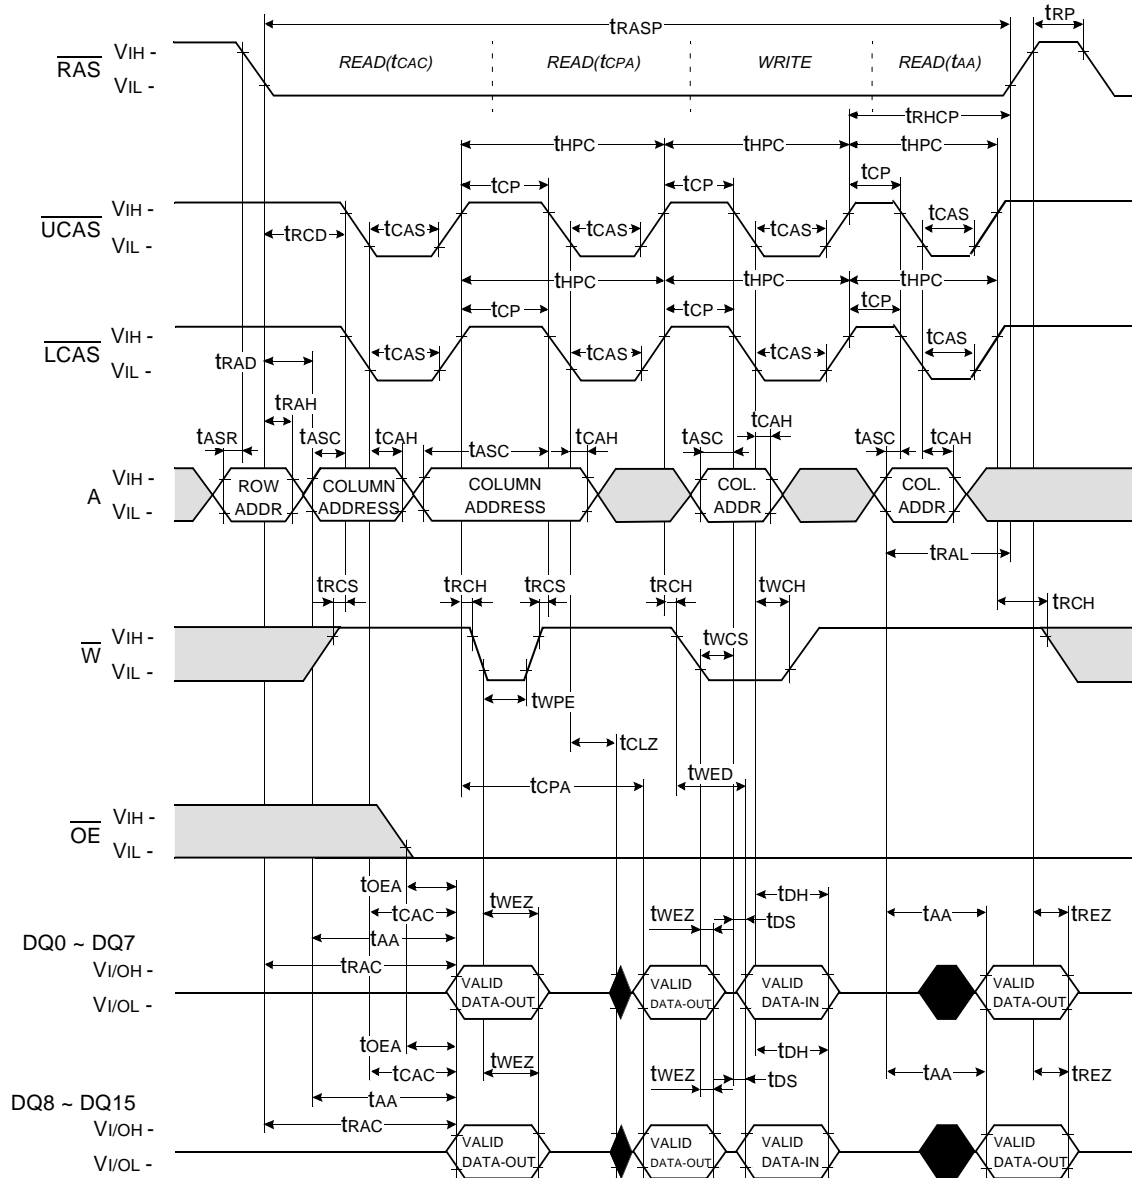 tRASP
tRP
RAS
VIH -
VIL -
READ(tCAC)
READ(tCPA)
WRITE
READ(tAA)
tRHCP
tHPC
tHPC
tHPC
tCP
tCP
tCP
UCAS
VIH -
VIL -
tRCD
tCAS
tCAS
tCAS
tCAS
tHPC
tHPC
tHPC
tCP
tCP
tCP
LCAS
VIH -
VIL -
tRAD
tCAS
tCAS
tCAS
tCAS
tRAH
tASR
tASC
tCAH
tASC
tCAH
tASC
tCAH
tASC
tCAH
A
VIH -
VIL -
ROW
ADDR
COLUMN
ADDRESS
COLUMN
ADDRESS
COL.
ADDR
COL.
ADDR
tRAL
tRCS
tRCH
tRCS
tRCH
tWCH
tRCH
W
VIH -
VIL -
tWCS
tWPE
tCLZ
tWED
tCPA
OE
VIH -
VIL -
tOEA
tCAC
tWEZ
tWEZ
tDH
tDS
tAA
tREZ
tAA
DQ0 ~ DQ7
tRAC
VI/OH -
VI/OL -
VALID
DATA-OUT
VALID
DATA-OUT
VALID
DATA-IN
VALID
DATA-OUT
tOEA
tCAC
tWEZ
tWEZ
tDH
tDS
tAA
tREZ
tAA
DQ8 ~ DQ15
tRAC
VI/OH -
VI/OL -
VALID
DATA-OUT
VALID
DATA-OUT
VALID
DATA-IN
VALID
DATA-OUT